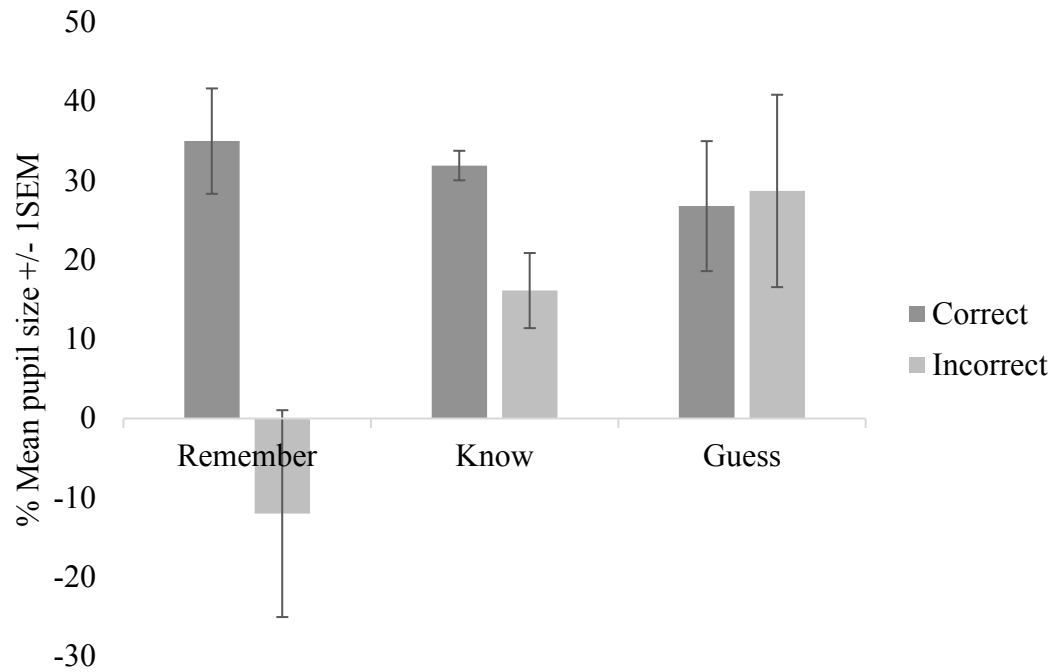 % Mean pupil size +/- 1SEM
50
40
30
20
10
0
-10
-20
-30
Remember
Know
Guess
Correct
Incorrect